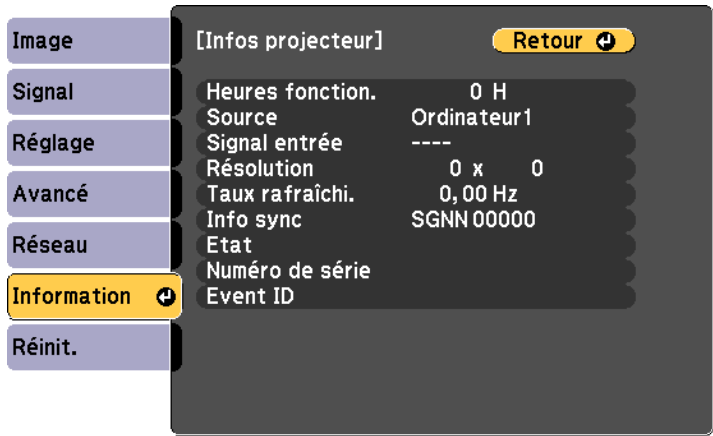 Image
Signal
Réglage
Avancé
Réseau
Information
Réinit.
[Infos projecteur] Retour
Heures fonction. 0 H
Source Ordinateur1
Signal entrée ----
Résolution 0 x 0
Taux rafraîchi. 0,00 Hz
Info sync SGNN 00000
Etat
Numéro de série
Event ID